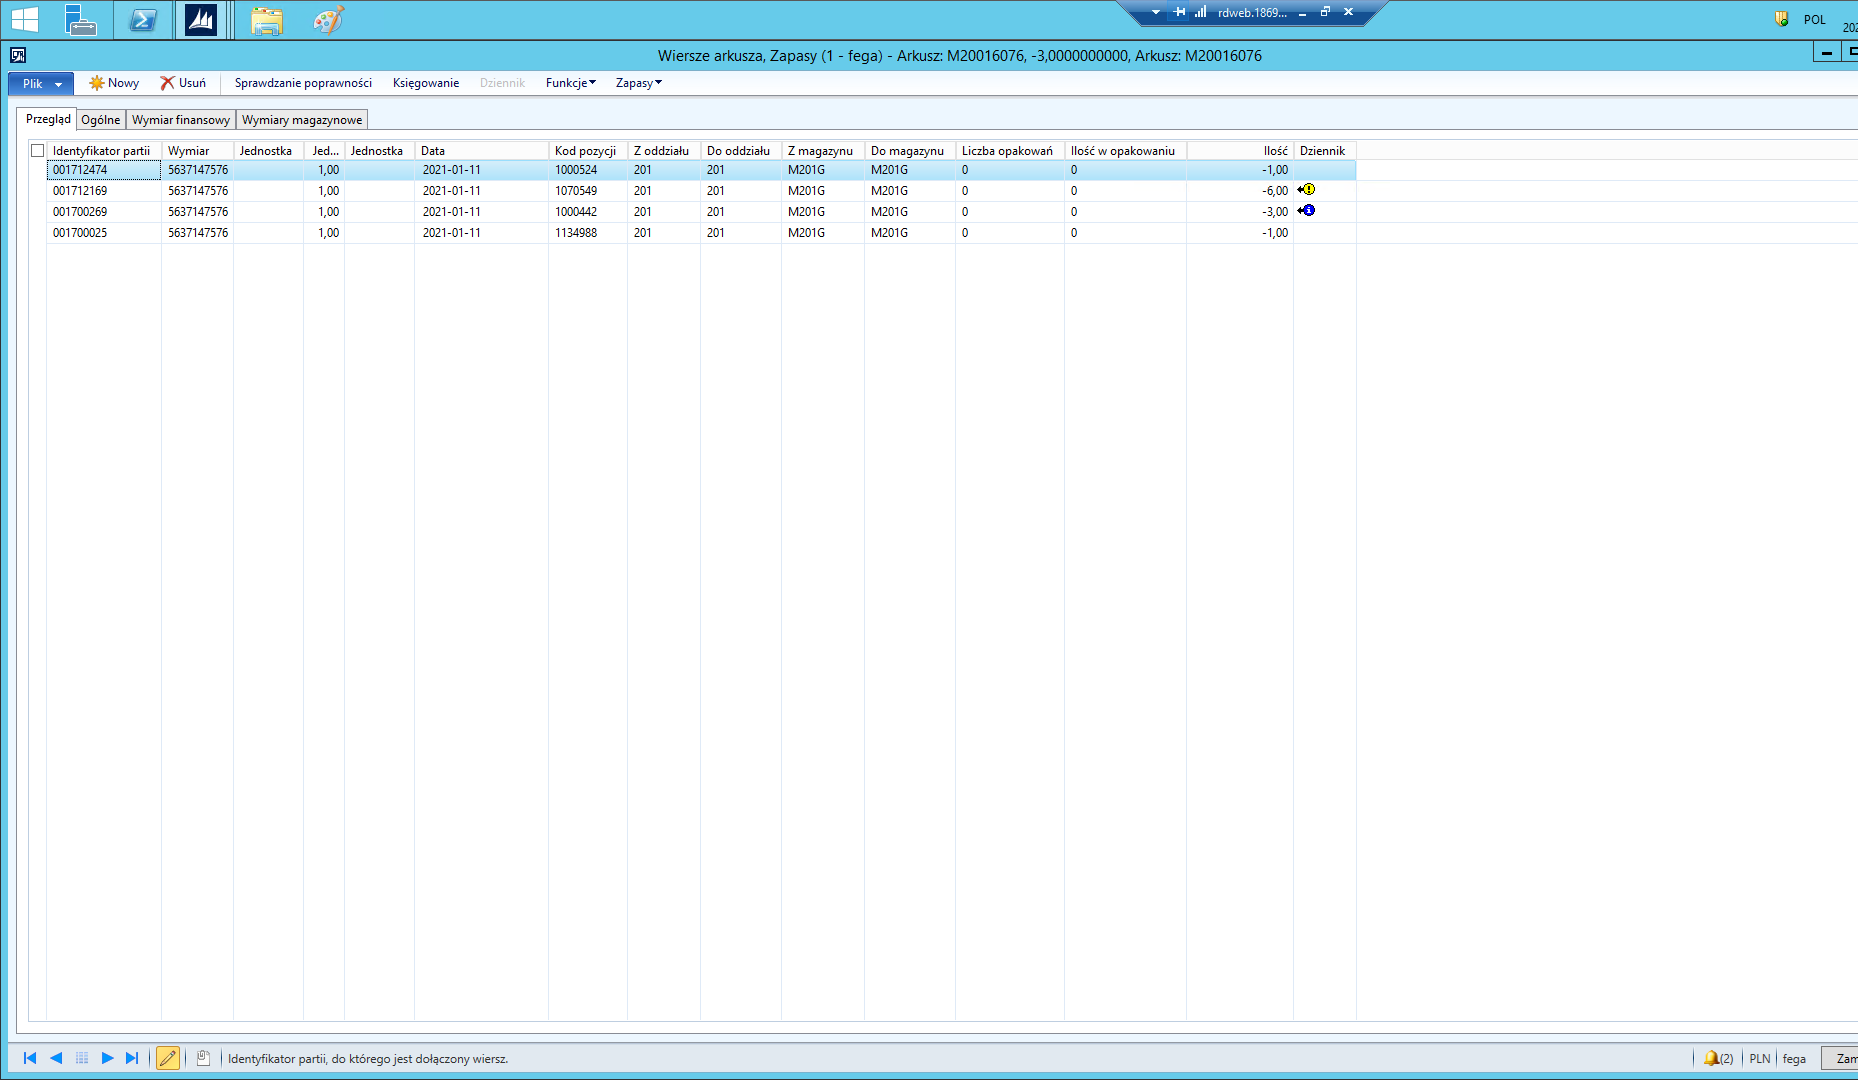 rdweb.1869...
POL
202
Wiersze arkusza, Zapasy (1 - fega) - Arkusz: M20016076, -3,0000000000, Arkusz: M20016076
Plik Nowy Usuń Sprawdzanie poprawności Księgowanie Dziennik Funkcje Zapasy
Przegląd Ogólne Wymiar finansowy Wymiary magazynowe
Identyfikator partii Wymiar Jednostka Jed... Jednostka Data Kod pozycji Z oddziału Do oddziału Z magazynu Do magazynu Liczba opakowań Ilość w opakowaniu Ilość Dziennik
001712474 5637147576 1,00 2021-01-11 1000524 201 201 M201G M201G 0 0 -1,00
001712169 5637147576 1,00 2021-01-11 1070549 201 201 M201G M201G 0 0 -6,00
001700269 5637147576 1,00 2021-01-11 1000442 201 201 M201G M201G 0 0 -3,00
001700025 5637147576 1,00 2021-01-11 1134988 201 201 M201G M201G 0 0 -1,00
Identyfikator partii, do którego jest dołączony wiersz. (2) PLN fega Zam